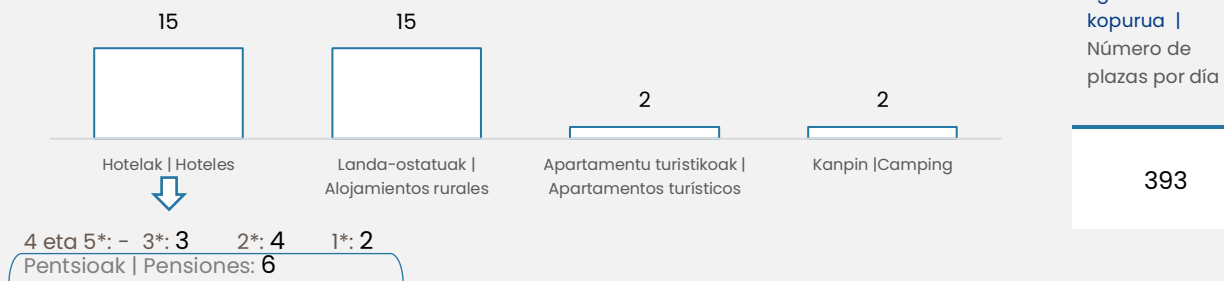 15
15
2
2
Hotelak | Hoteles
Landa-ostatuak |
Alojamientos rurales
Apartamentu turistikoak |
Apartamentos turísticos
Kanpin |Camping
4 eta 5*: - 3*: 3 2*: 4 1*: 2
Pentsioak | Pensiones: 6
kopurua |
Número de
plazas por día
393